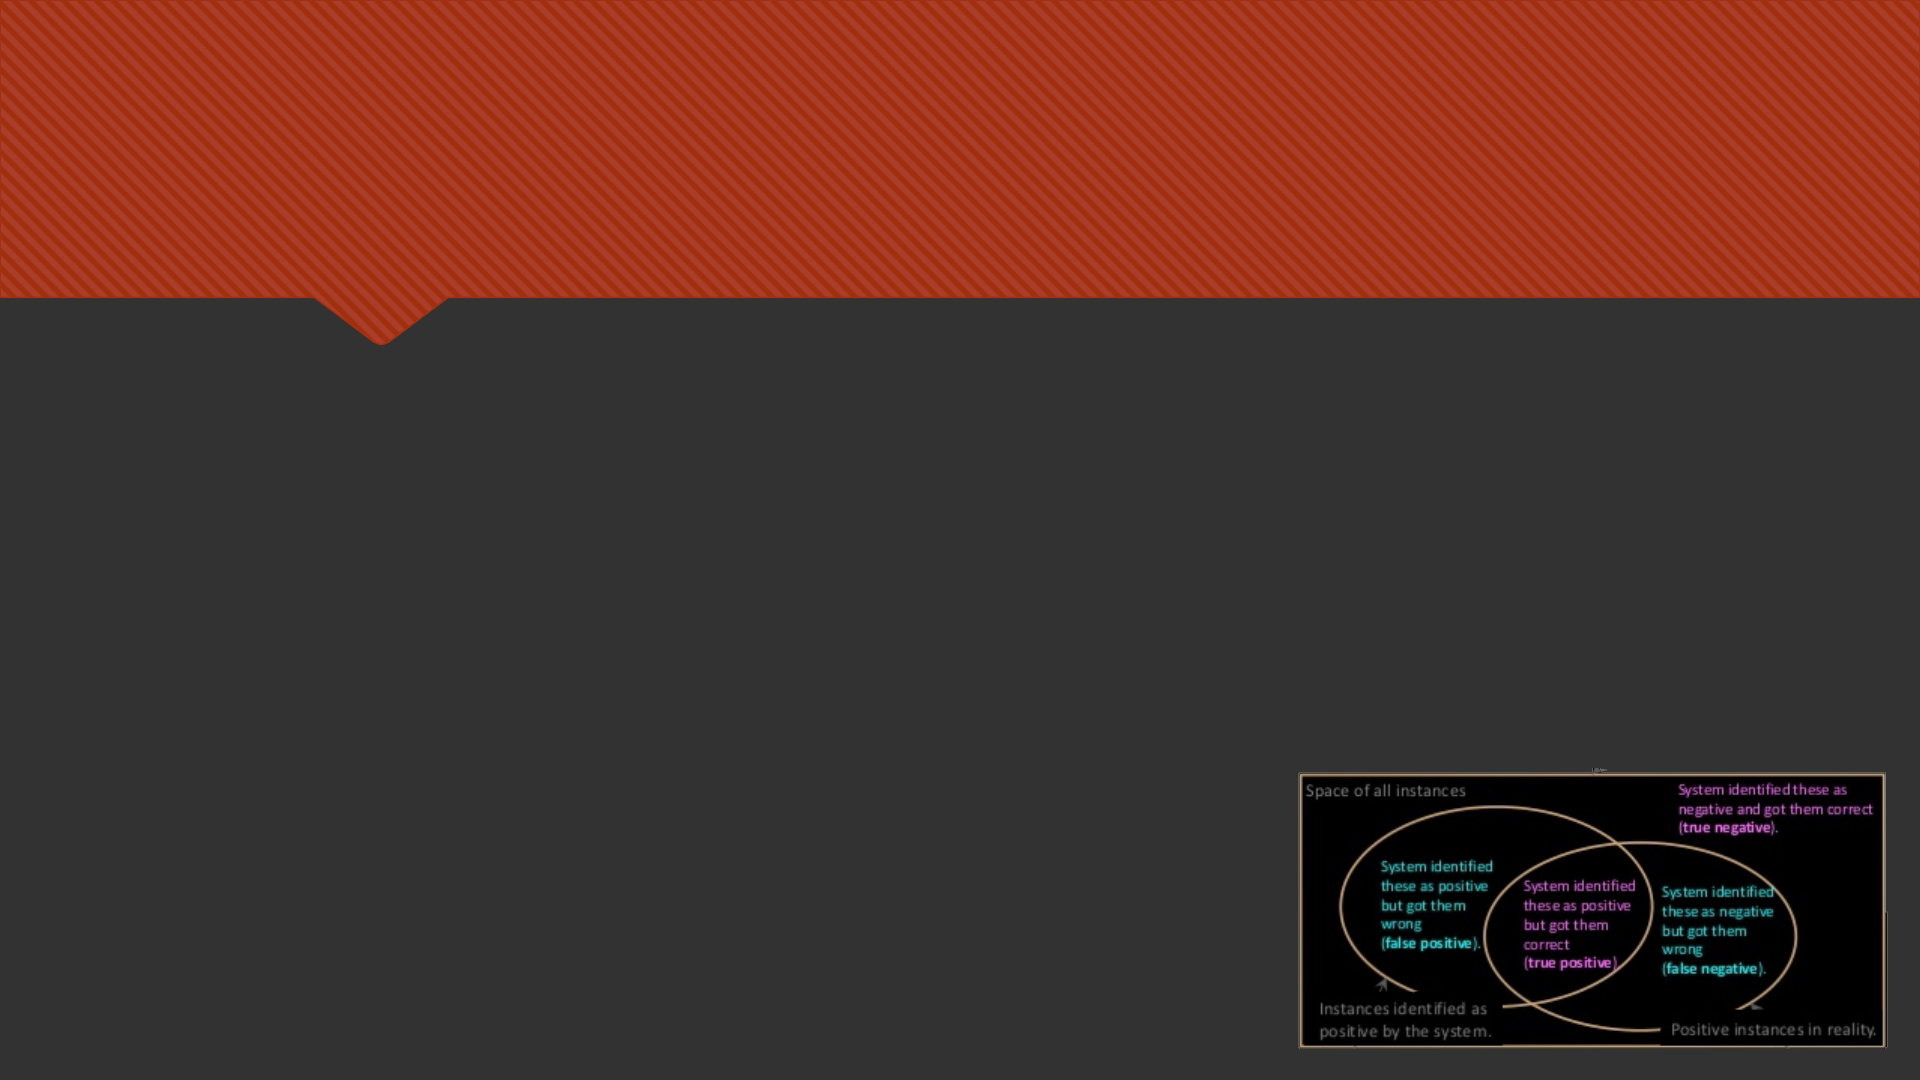 Space of all instances
System identified these as
negative and got them correct
(true negative).
System identified
these as positive
but got them
wrong
(false positive).
System identified
these as positive
but got them
correct
(true positive)
System identified
these as negative
but got them
wrong
(false negative).
Instances identified as
positive by the system.
Positive instances in reality.